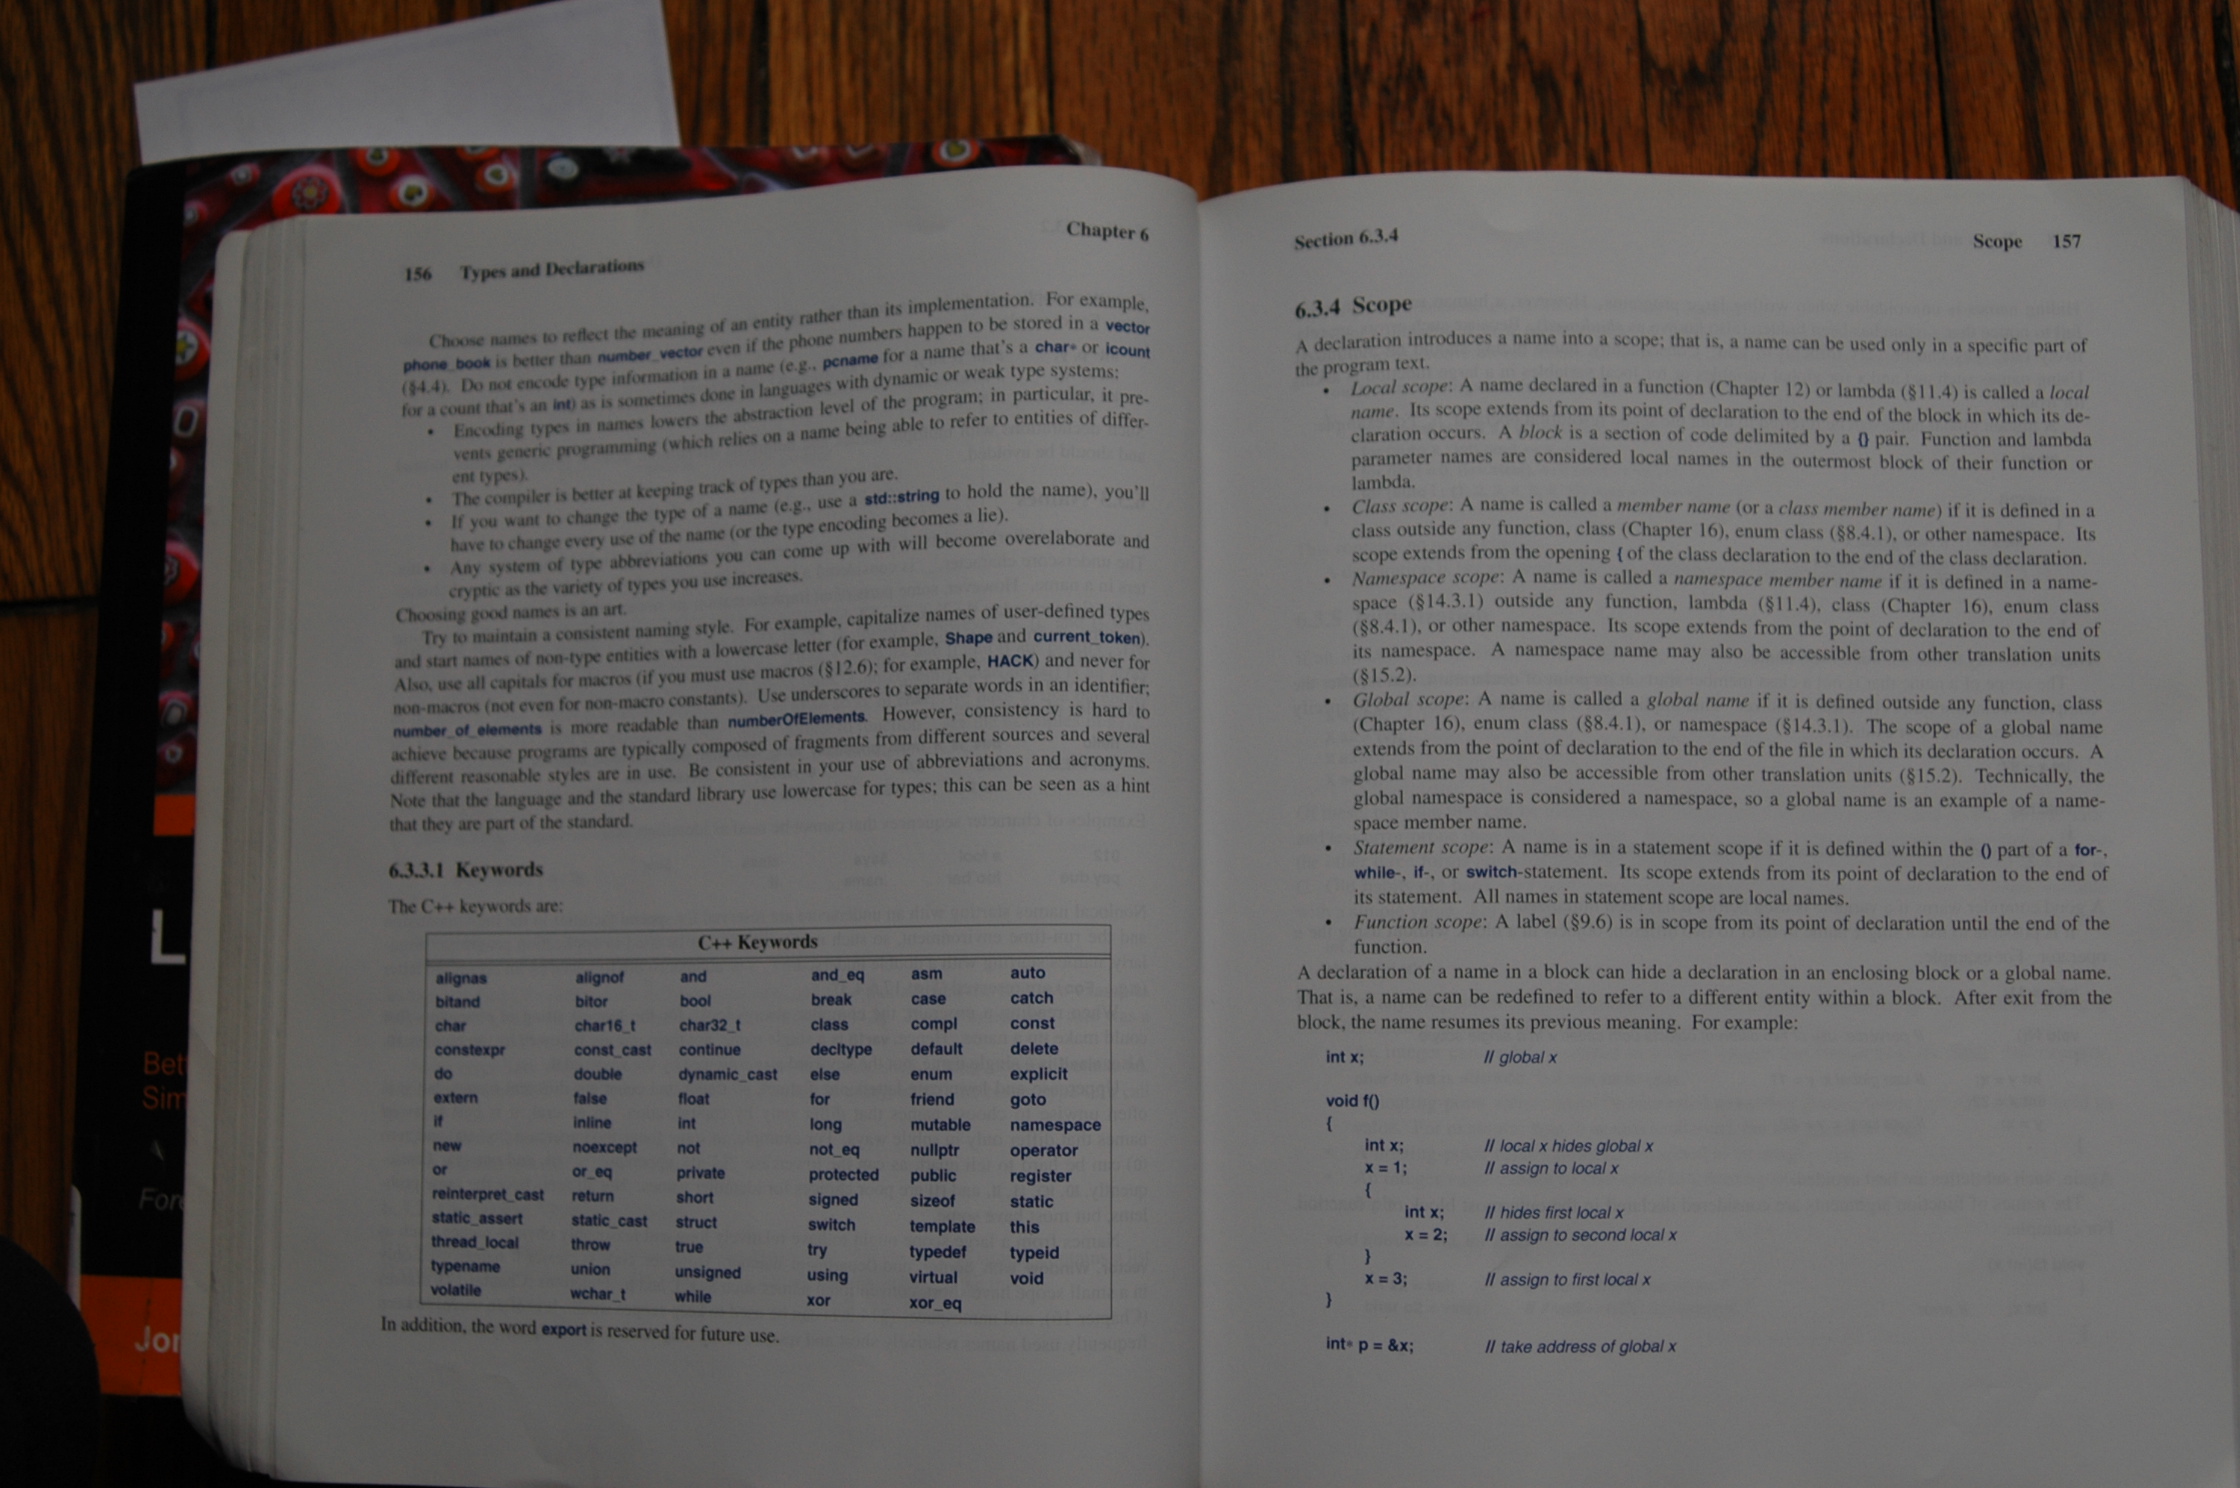 156 Types and Declarations Chapter 6
Choose names to reflect the meaning of an entity rather than its implementation. For example,
phone_book is better than number_vector even if the phone numbers happen to be stored in a vector
(§4.4). Do not encode type information in a name (e.g., pcname for a name that's a char* or icount
for a count that's an int) as is sometimes done in languages with dynamic or weak type systems:
• Encoding types in names lowers the abstraction level of the program; in particular, it pre-
vents generic programming (which relies on a name being able to refer to entities of differ-
ent types).
• The compiler is better at keeping track of types than you are.
• If you want to change the type of a name (e.g., use a std::string to hold the name), you'll
have to change every use of the name (or the type encoding becomes a lie).
• Any system of type abbreviations you can come up with will become overelaborate and
cryptic as the variety of types you use increases.
Choosing good names is an art.
Try to maintain a consistent naming style. For example, capitalize names of user-defined types
and start names of non-type entities with a lowercase letter (for example, Shape and current_token).
Also, use all capitals for macros (if you must use macros (§12.6); for example, HACK) and never for
non-macros (not even for non-macro constants). Use underscores to separate words in an identifier;
number_of_elements is more readable than numberOfElements. However, consistency is hard to
achieve because programs are typically composed of fragments from different sources and several
different reasonable styles are in use. Be consistent in your use of abbreviations and acronyms.
Note that the language and the standard library use lowercase for types; this can be seen as a hint
that they are part of the standard.
6.3.3.1 Keywords
The C++ keywords are:
C++ Keywords
alignas alignof and and_eq asm auto
bitand bitor bool break case catch
char char16_t char32_t class compl const
constexpr const_cast continue decltype default delete
do double dynamic_cast else enum explicit
extern false float for friend goto
if inline int long mutable namespace
new noexcept not not_eq nullptr operator
or or_eq private protected public register
reinterpret_cast return short signed sizeof static
static_assert static_cast struct switch template this
thread_local throw true try typedef typeid
typename union unsigned using virtual void
volatile wchar_t while xor xor_eq
In addition, the word export is reserved for future use.
Section 6.3.4 Scope 157
6.3.4 Scope
A declaration introduces a name into a scope; that is, a name can be used only in a specific part of
the program text.
• Local scope: A name declared in a function (Chapter 12) or lambda (§11.4) is called a local
name. Its scope extends from its point of declaration to the end of the block in which its de-
claration occurs. A block is a section of code delimited by a {} pair. Function and lambda
parameter names are considered local names in the outermost block of their function or
lambda.
• Class scope: A name is called a member name (or a class member name) if it is defined in a
class outside any function, class (Chapter 16), enum class (§8.4.1), or other namespace. Its
scope extends from the opening { of the class declaration to the end of the class declaration.
• Namespace scope: A name is called a namespace member name if it is defined in a name-
space (§14.3.1) outside any function, lambda (§11.4), class (Chapter 16), enum class
(§8.4.1), or other namespace. Its scope extends from the point of declaration to the end of
its namespace. A namespace name may also be accessible from other translation units
(§15.2).
• Global scope: A name is called a global name if it is defined outside any function, class
(Chapter 16), enum class (§8.4.1), or namespace (§14.3.1). The scope of a global name
extends from the point of declaration to the end of the file in which its declaration occurs. A
global name may also be accessible from other translation units (§15.2). Technically, the
global namespace is considered a namespace, so a global name is an example of a name-
space member name.
• Statement scope: A name is in a statement scope if it is defined within the () part of a for-,
while-, if-, or switch-statement. Its scope extends from its point of declaration to the end of
its statement. All names in statement scope are local names.
• Function scope: A label (§9.6) is in scope from its point of declaration until the end of the
function.
A declaration of a name in a block can hide a declaration in an enclosing block or a global name.
That is, a name can be redefined to refer to a different entity within a block. After exit from the
block, the name resumes its previous meaning. For example:
int x; // global x
void f()
{
int x; // local x hides global x
x = 1; // assign to local x
{
int x; // hides first local x
x = 2; // assign to second local x
}
x = 3; // assign to first local x
}
int* p = &x; // take address of global x
L
Bet
Sim
For
Jor